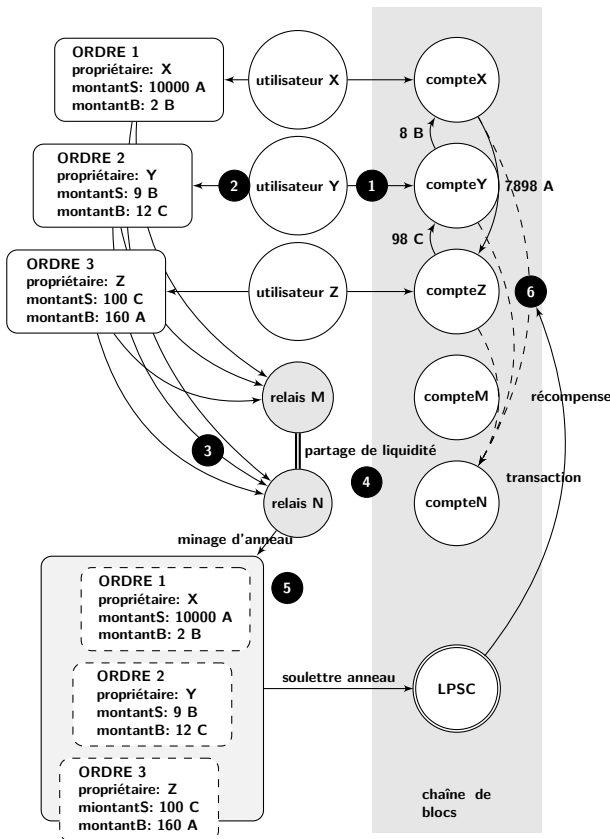 ORDRE 1
propriétaire: X
montantS: 10000 A
montantB: 2 B
utilisateur X
compteX
8 B
ORDRE 2
propriétaire: Y
montantS: 9 B
montantB: 12 C
2
utilisateur Y
1
compteY
7898 A
98 C
ORDRE 3
propriétaire: Z
montantS: 100 C
montantB: 160 A
utilisateur Z
compteZ
6
relais M
compteM
récompense
3
partage de liquidité
4
relais N
compteN
transaction
minage d'anneau
5
ORDRE 1
propriétaire: X
montantS: 10000 A
montantB: 2 B
ORDRE 2
propriétaire: Y
montantS: 9 B
montantB: 12 C
soulettre anneau
LPSC
ORDRE 3
propriétaire: Z
miontantS: 100 C
montantB: 160 A
chaîne de
blocs